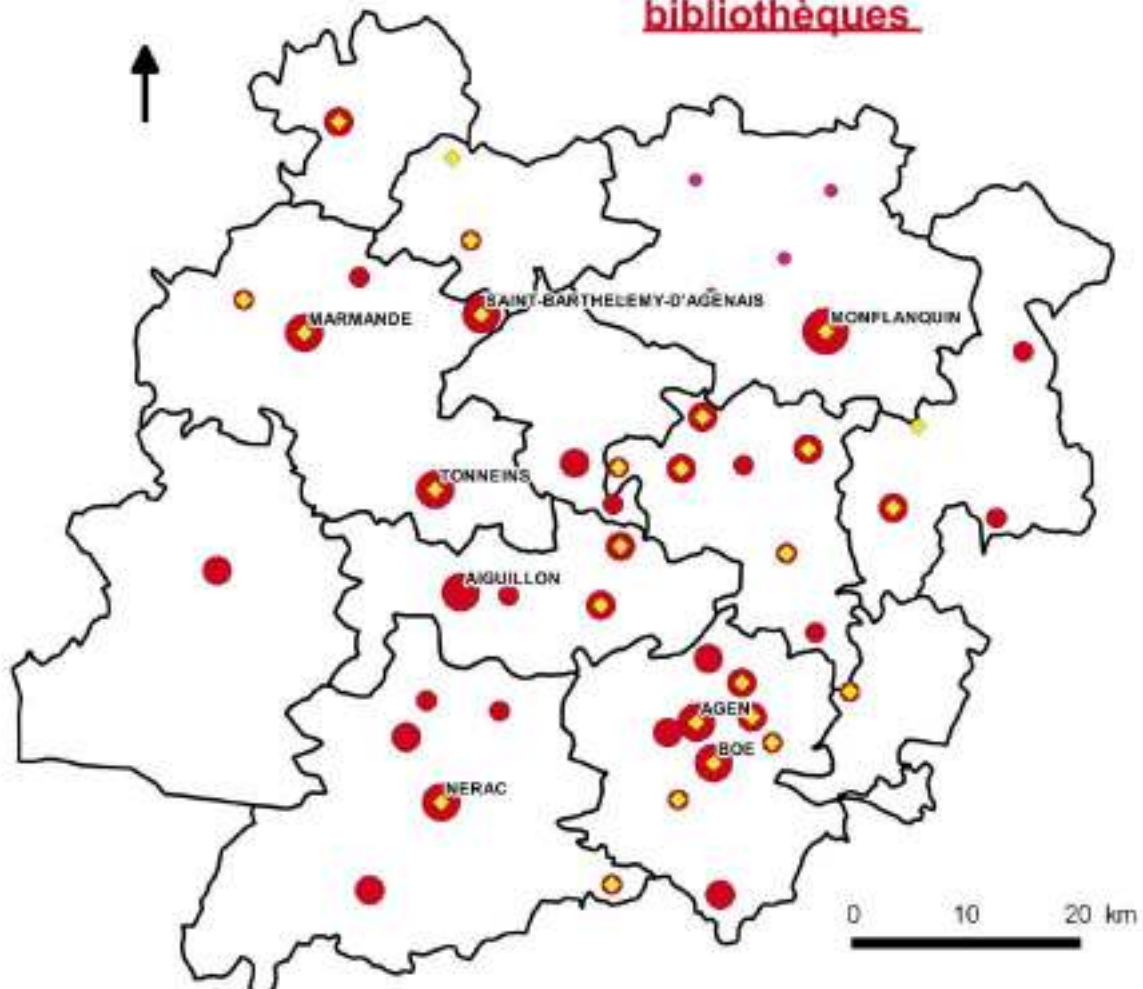 bibliothèques
SAINT-BARTHELEMY-D'AGENAIS
MARMANDE
MONFLANQUIN
TONNEINS
AIGUILLON
AGEN
BOE
NERAC
0 10 20 km